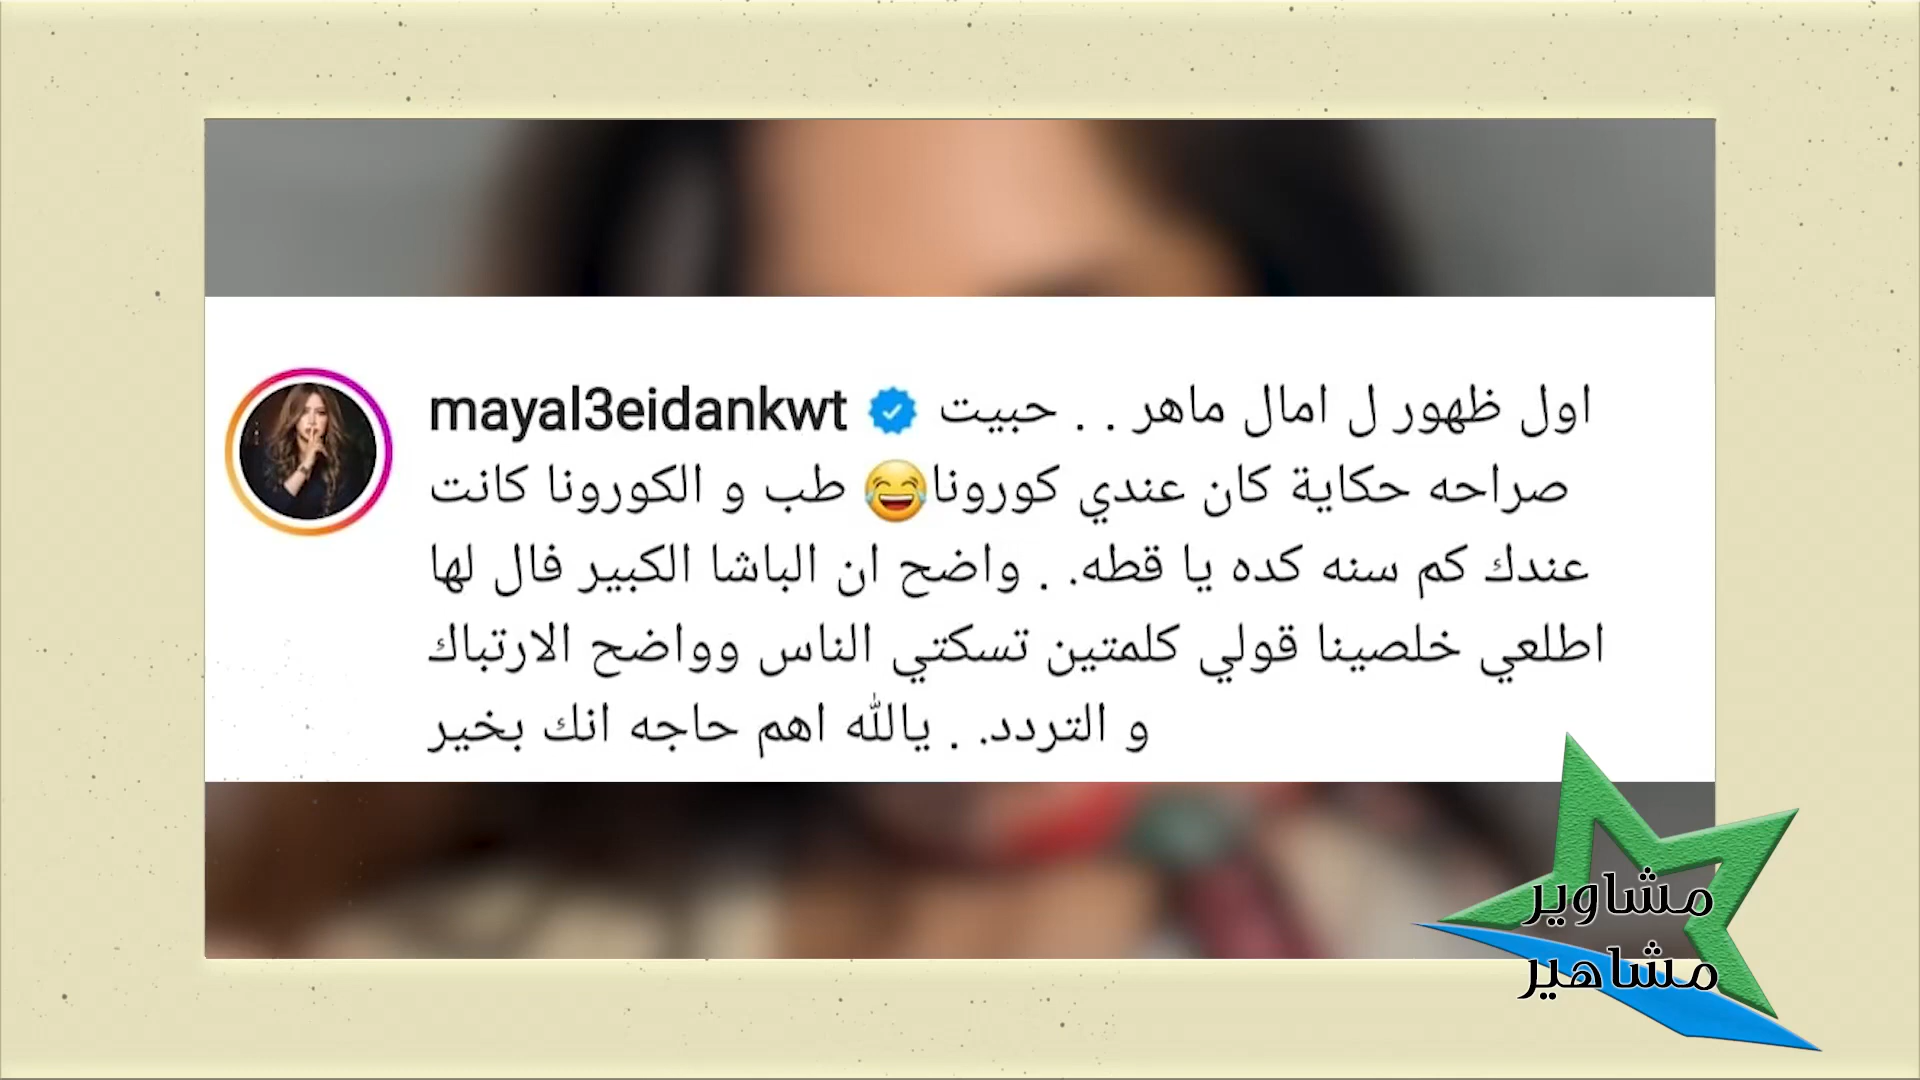 mayal3eidankwt اول ظهور ل امال ماهر . . حبيت
صراحه حكاية كان عندي كورونا😂 طب و الكورونا كانت
عندك كم سنه كده يا قطه. . واضح ان الباشا الكبير قال لها
اطلعي خلصينا قولي كلمتين تسكتي الناس وواضح الارتباك
و التردد. . يالله اهم حاجه انك بخير
مشاوير
مشاهير